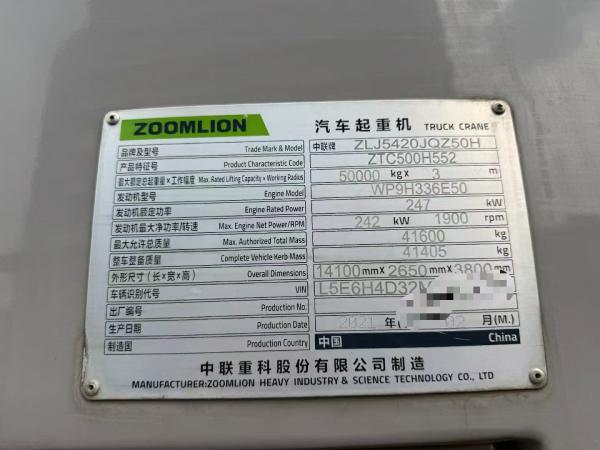 ZOOMLION 汽车起重机 TRUCK CRANE
品牌及型号 Trade Mark & Model 中联牌 ZLJ5420JQZ50H
产品特征号 Product Characteristic Code ZTC500H552
最大额定总起重量×工作幅度 Max. Rated Lifting Capacity × Working Radius 50000 kg× 3 m
发动机型号 Engine Model WP9H336E50
发动机额定功率 Engine Rated Power 247 kW
发动机最大净功率/转速 Max. Engine Net Power/RPM 242 kW 1900 rpm
最大允许总质量 Max. Authorized Total Mass 41600 kg
整车整备质量 Complete Vehicle Kerb Mass 41405 kg
外形尺寸（长×宽×高） Overall Dimensions 14100 mm× 2650 mm× 3800 mm
车辆识别代号 VIN L5E6H4D32
出厂编号 Production No.
生产日期 Production Date 2021 年 02 月(M.)
制造国 Production Country 中国 China
中联重科股份有限公司制造
MANUFACTURER:ZOOMLION HEAVY INDUSTRY & SCIENCE TECHNOLOGY CO., LTD